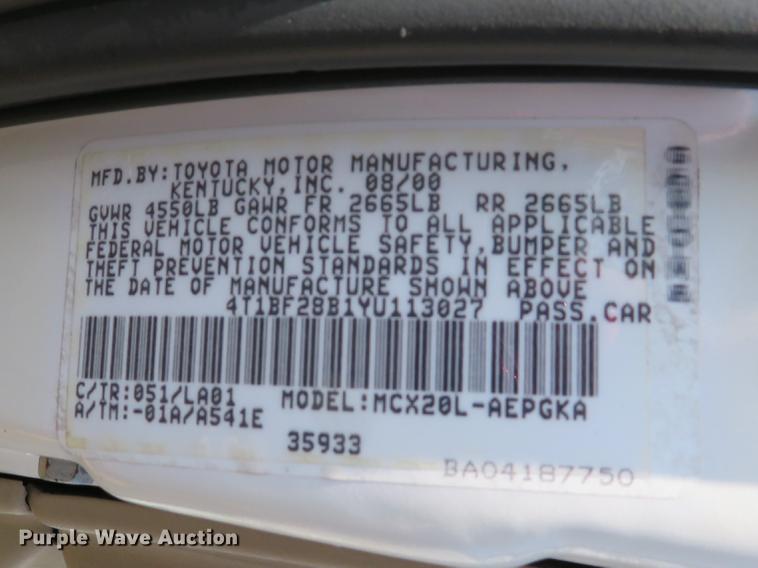 MFD.BY:TOYOTA MOTOR MANUFACTURING,
KENTUCKY,INC. 08/00
GVWR 4550LB GAWR FR 2665LB RR 2665LB
THIS VEHICLE CONFORMS TO ALL APPLICABLE
FEDERAL MOTOR VEHICLE SAFETY,BUMPER AND
THEFT PREVENTION STANDARDS IN EFFECT ON
THE DATE OF MANUFACTURE SHOWN ABOVE
4T1BF28B1YU113027 PASS.CAR
C/TR:051/LA01 MODEL:MCX20L-AEPGKA
A/TM:-01A/A541E
35933
BA04187750
Purple Wave Auction